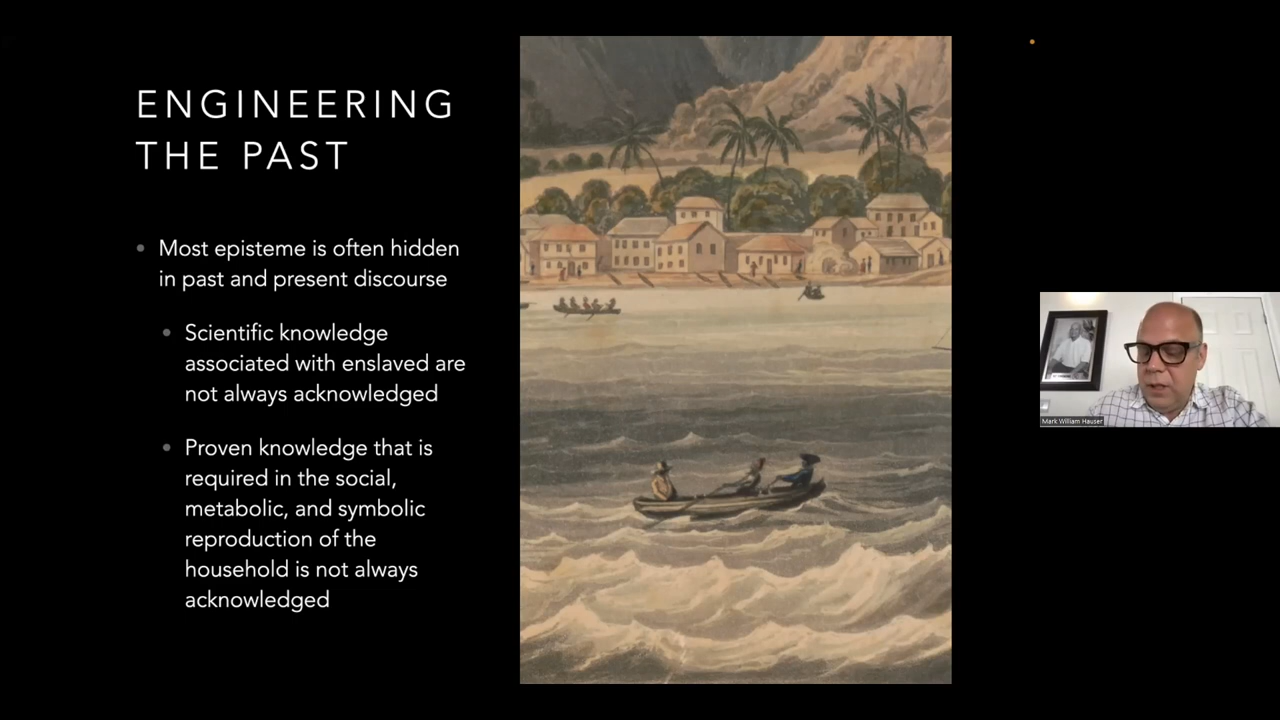 ENGINEERING
THE PAST
Most episteme is often hidden
in past and present discourse
Scientific knowledge
associated with enslaved are
not always acknowledged
Proven knowledge that is
required in the social,
metabolic, and symbolic
reproduction of the
household is not always
acknowledged
Mark William Hauser